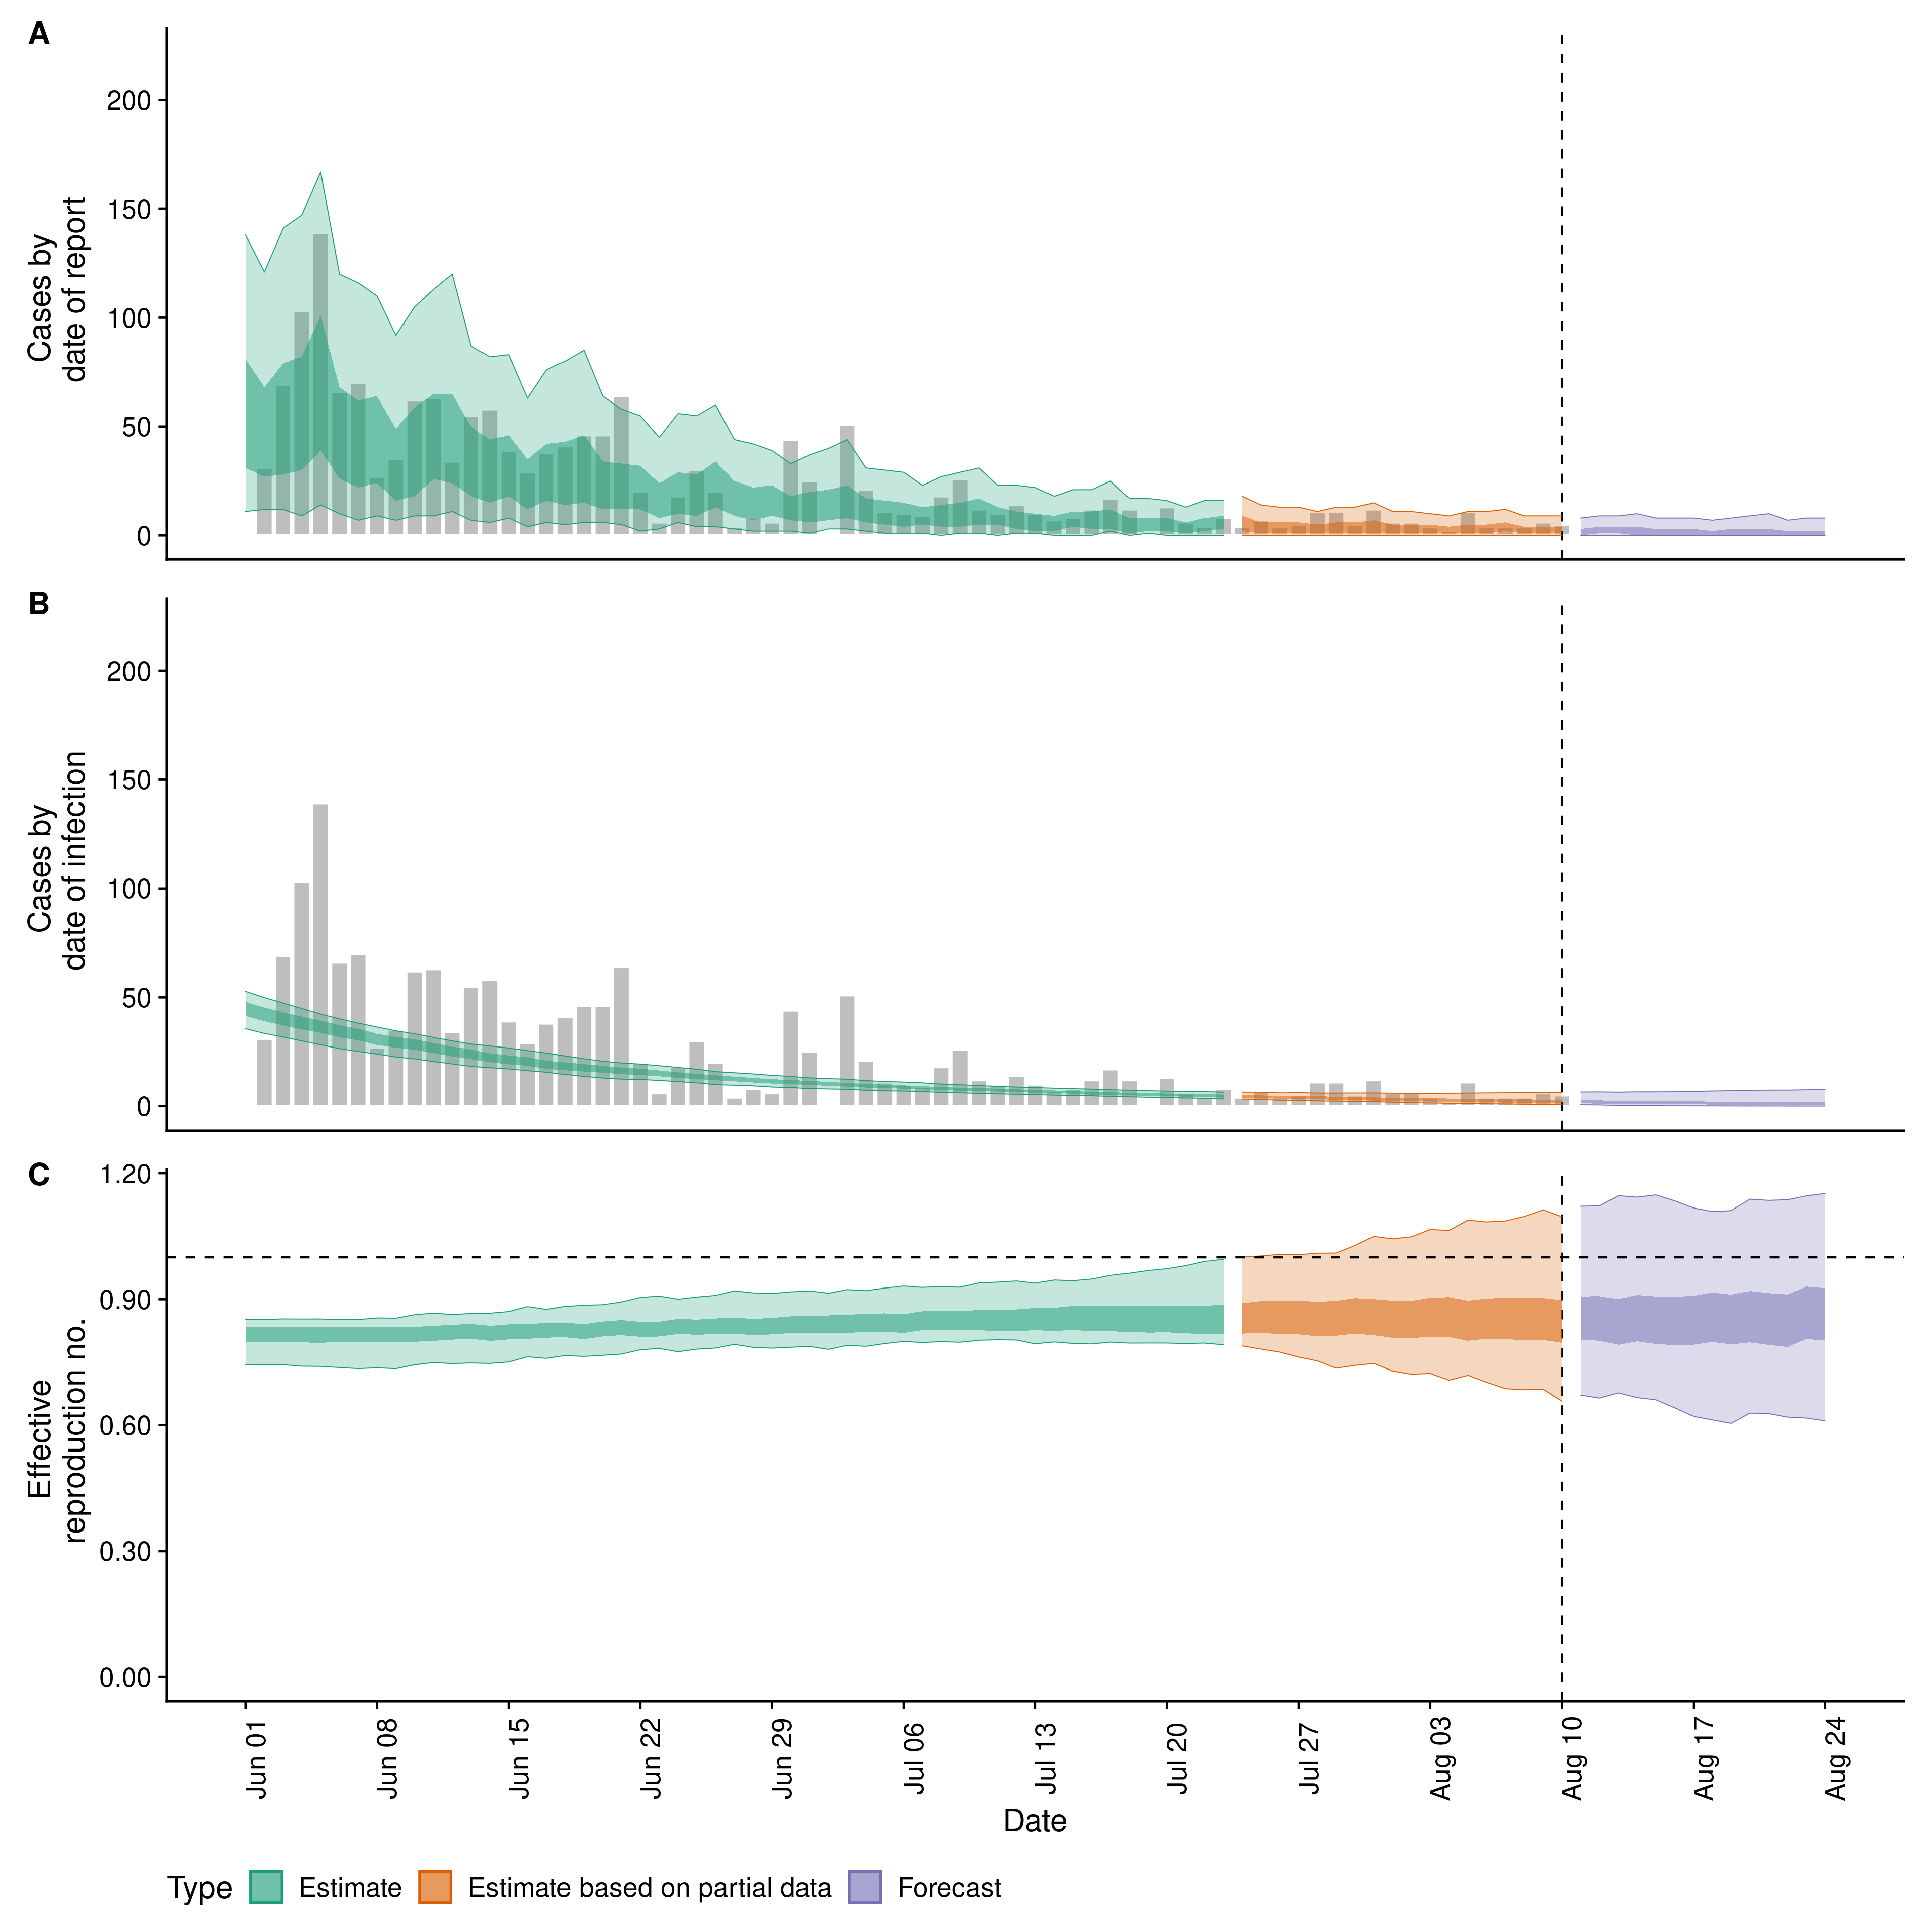 A
200
150
100
50
0
Cases by
date of report
B
200
150
100
50
0
Cases by
date of infection
C
1.20
0.90
0.60
0.30
0.00
Effective
reproduction no.
Jun 01
Jun 08
Jun 15
Jun 22
Jun 29
Jul 06
Jul 13
Jul 20
Jul 27
Aug 03
Aug 10
Aug 17
Aug 24
Date
Type Estimate Estimate based on partial data Forecast